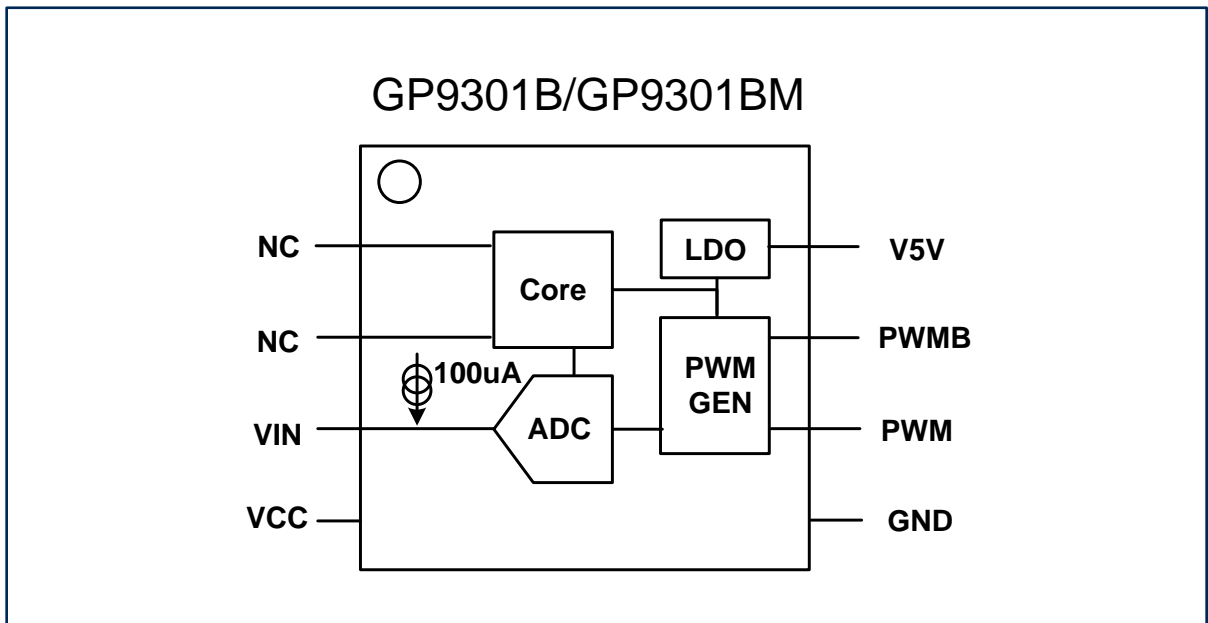 GP9301B/GP9301BM
NC
Core
LDO
V5V
NC
100uA
PWM
GEN
PWMB
VIN
ADC
PWM
VCC
GND